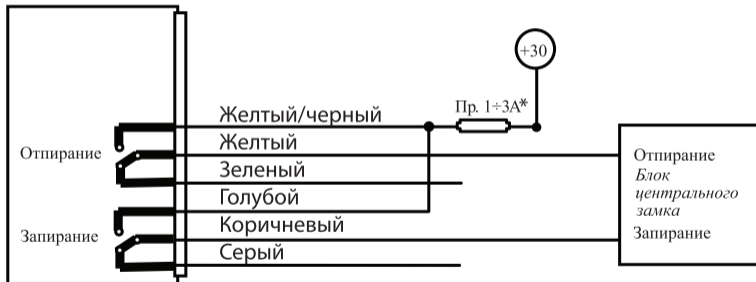 +30
Пр. 1÷3А*
Желтый/черный
Желтый
Зеленый
Голубой
Коричневый
Серый
Отпирание
Запирание
Отпирание
Блок
центрального
замка
Запирание